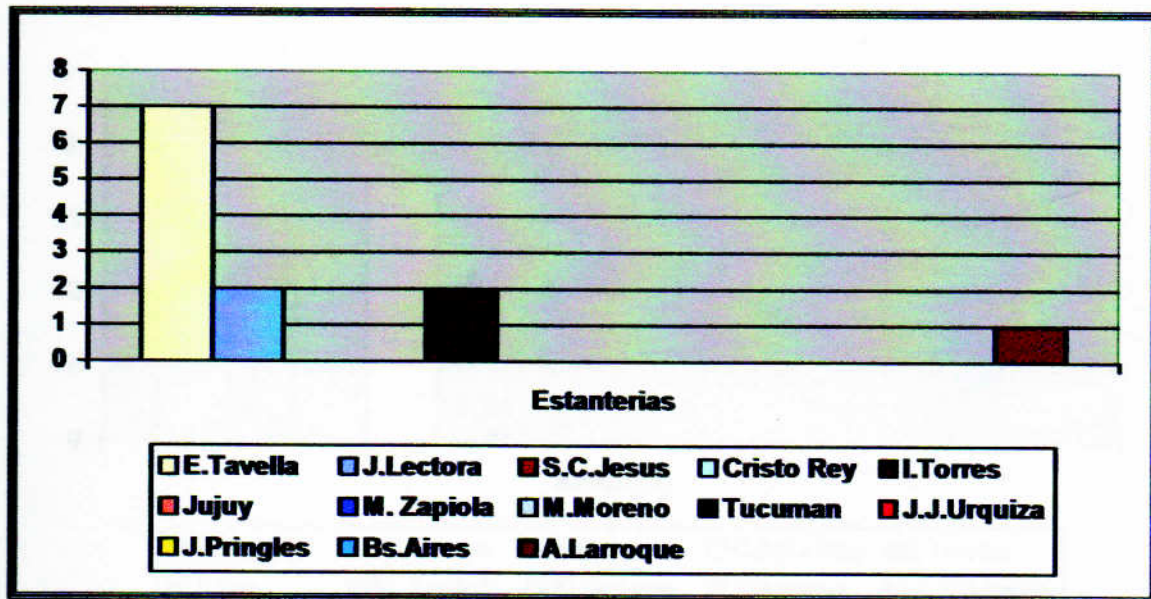 8
7
6
5
4
3
2
1
0
Estanterias
E.Tavella J.Lectora S.C.Jesus Cristo Rey I.Torres
Jujuy M. Zapiola M.Moreno Tucuman J.J.Urquiza
J.Pringles Bs.Aires A.Larroque